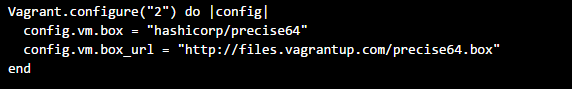 Vagrant.configure("2") do |config|
  config.vm.box = "hashicorp/precise64"
  config.vm.box_url = "http://files.vagrantup.com/precise64.box"
end